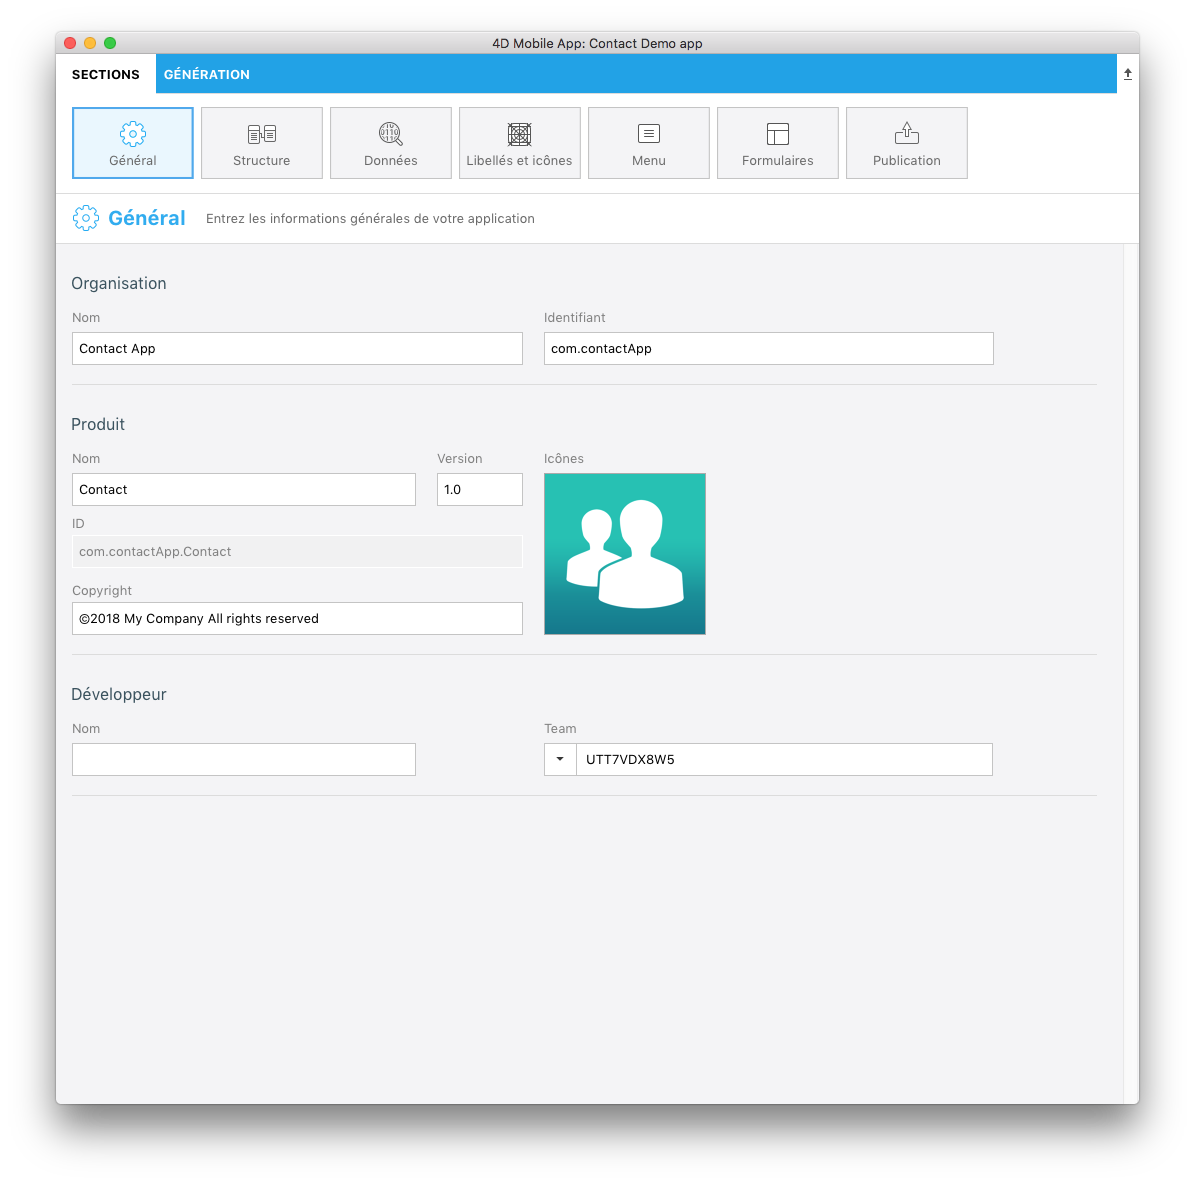 4D Mobile App: Contact Demo app
SECTIONS GÉNÉRATION
Général Structure Données Libellés et icônes Menu Formulaires Publication
Général Entrez les informations générales de votre application
Organisation
Nom Identifiant
Contact App com.contactApp
Produit
Nom Version Icônes
Contact 1.0
ID
com.contactApp.Contact
Copyright
©2018 My Company All rights reserved
Développeur
Nom Team
UTT7VDX8W5